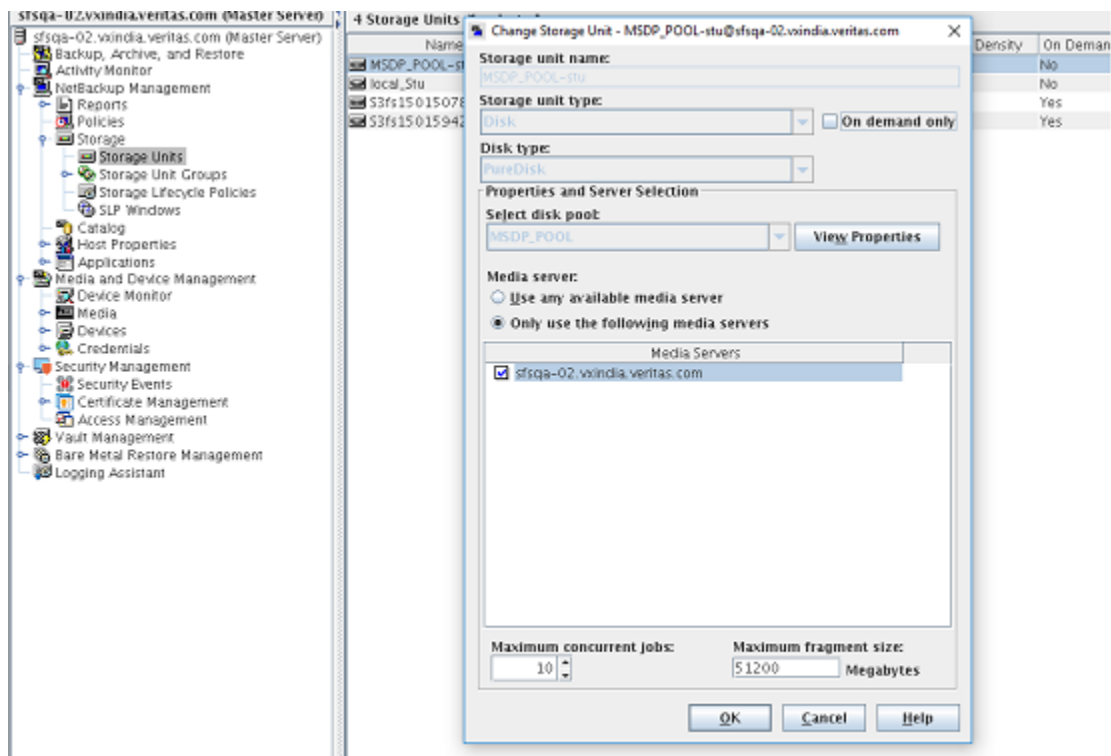 sfsqa-02.vxindia.veritas.com (Master Server)
sfsqa-02.vxindia.veritas.com (Master Server)
Backup, Archive, and Restore
Activity Monitor
NetBackup Management
Reports
Policies
Storage
Storage Units
Storage Unit Groups
Storage Lifecycle Policies
SLP Windows
Catalog
Host Properties
Applications
Media and Device Management
Device Monitor
Media
Devices
Credentials
Security Management
Security Events
Certificate Management
Access Management
Vault Management
Bare Metal Restore Management
Logging Assistant
4 Storage Units
Name
MSDP_POOL-st
local_Stu
S3fs15015078
S3fs15015942
Density
On Deman
No
No
Yes
Yes
Change Storage Unit - MSDP_POOL-stu@sfsqa-02.vxindia.veritas.com
Storage unit name:
MSDP_POOL-stu
Storage unit type:
Disk
On demand only
Disk type:
PureDisk
Properties and Server Selection
Select disk pool:
MSDP_POOL
View Properties
Media server:
Use any available media server
Only use the following media servers
Media Servers
sfsqa-02.vxindia.veritas.com
Maximum concurrent jobs:
Maximum fragment size:
10
51200
Megabytes
OK
Cancel
Help